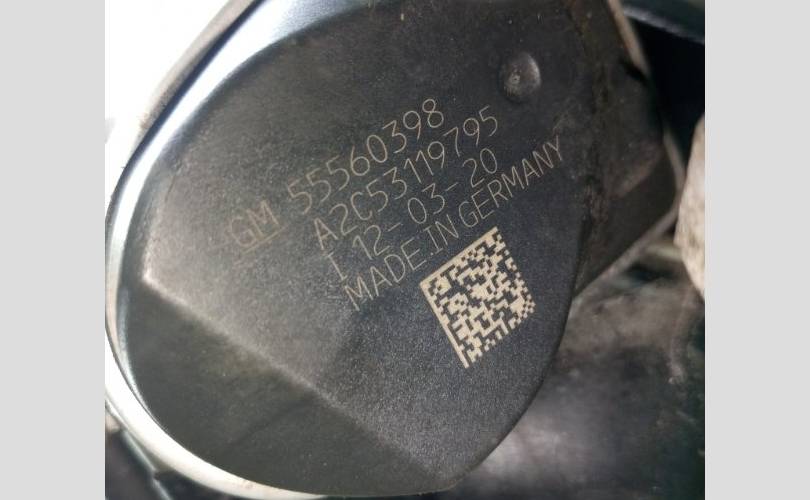 GM 55560398
A2C53119795
I 12-03-20
MADE.IN GERMANY